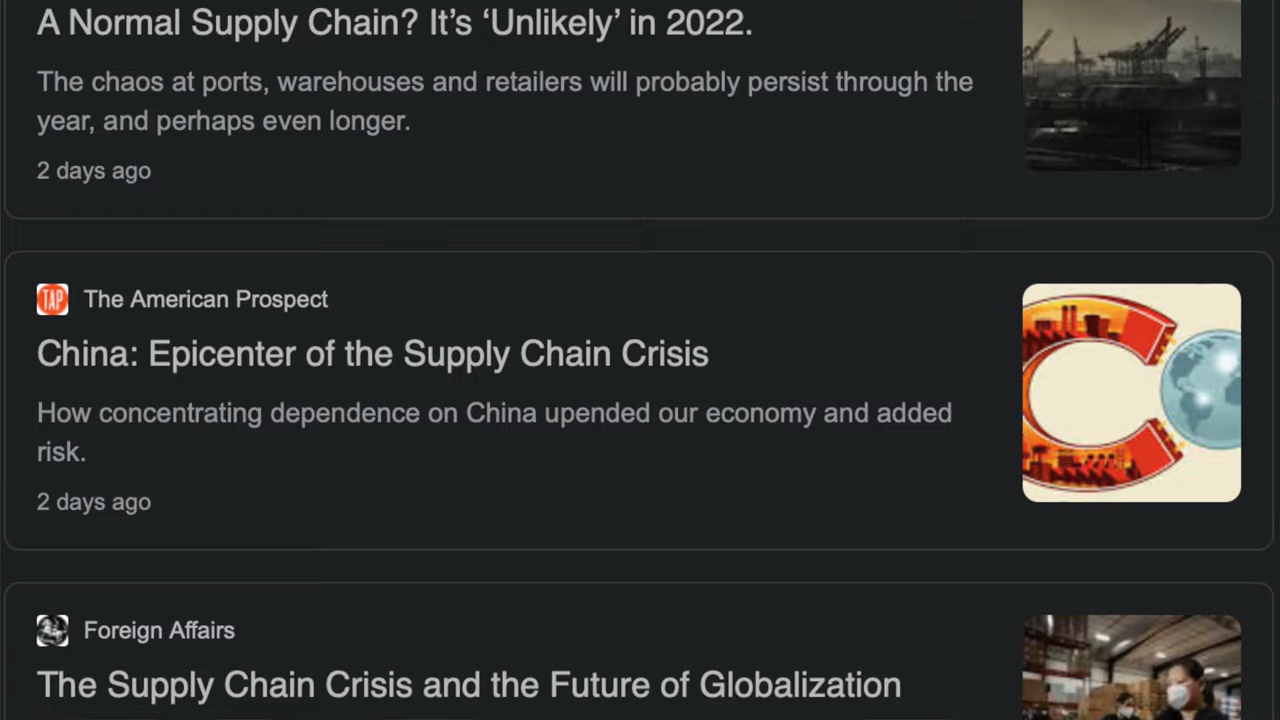 A Normal Supply Chain? It’s ‘Unlikely’ in 2022.
The chaos at ports, warehouses and retailers will probably persist through the
year, and perhaps even longer.
2 days ago
TAP
The American Prospect
China: Epicenter of the Supply Chain Crisis
How concentrating dependence on China upended our economy and added
risk.
2 days ago
Foreign Affairs
The Supply Chain Crisis and the Future of Globalization